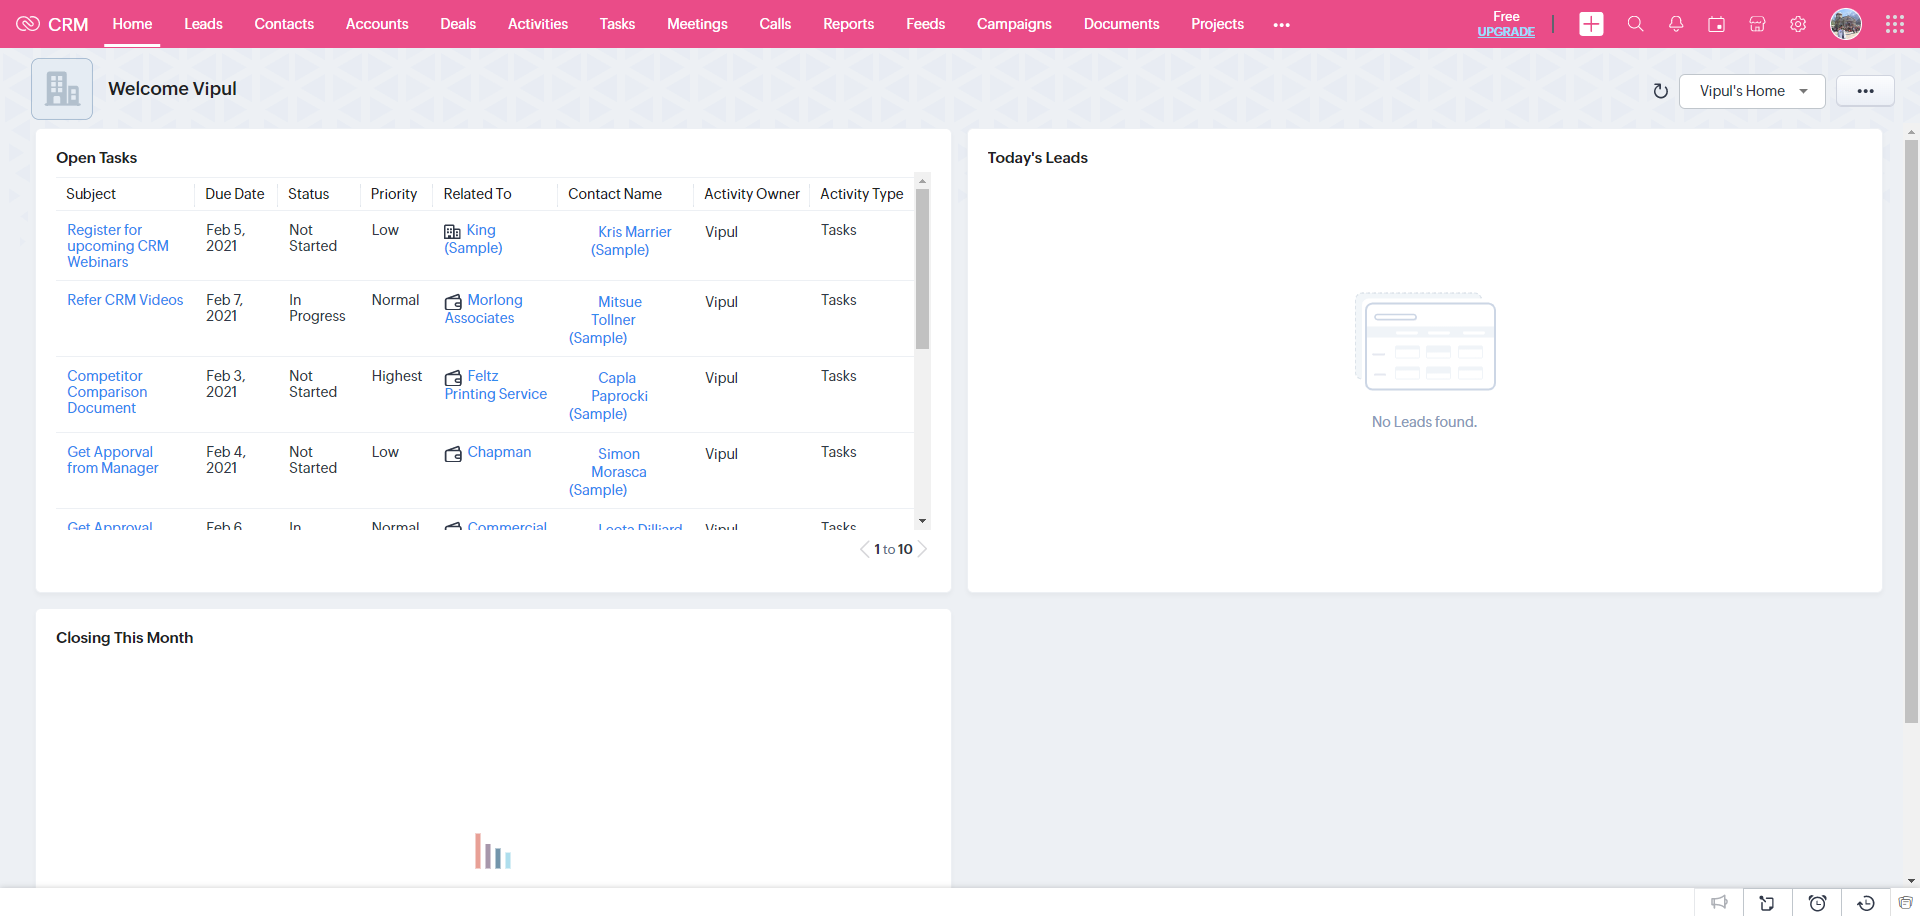 CRM Home Leads Contacts Accounts Deals Activities Tasks Meetings Calls Reports Feeds Campaigns Documents Projects ••• Free
UPGRADE
Welcome Vipul
Vipul's Home
Open Tasks
Subject Due Date Status Priority Related To Contact Name Activity Owner Activity Type
Register for Feb 5, Not Low King Kris Marrier Vipul Tasks
upcoming CRM 2021 Started (Sample) (Sample)
Webinars
Refer CRM Videos Feb 7, In Normal Morlong Mitsue Vipul Tasks
2021 Progress Associates Tollner
(Sample)
Competitor Feb 3, Not Highest Feltz Capla Vipul Tasks
Comparison 2021 Started Printing Service Paprocki
Document (Sample)
Get Apporval Feb 4, Not Low Chapman Simon Vipul Tasks
from Manager 2021 Started Morasca
(Sample)
Get Approval Feb 6, In Normal Commercial Leota Dilliard Vipul Tasks
1 to 10
Today's Leads
No Leads found.
Closing This Month